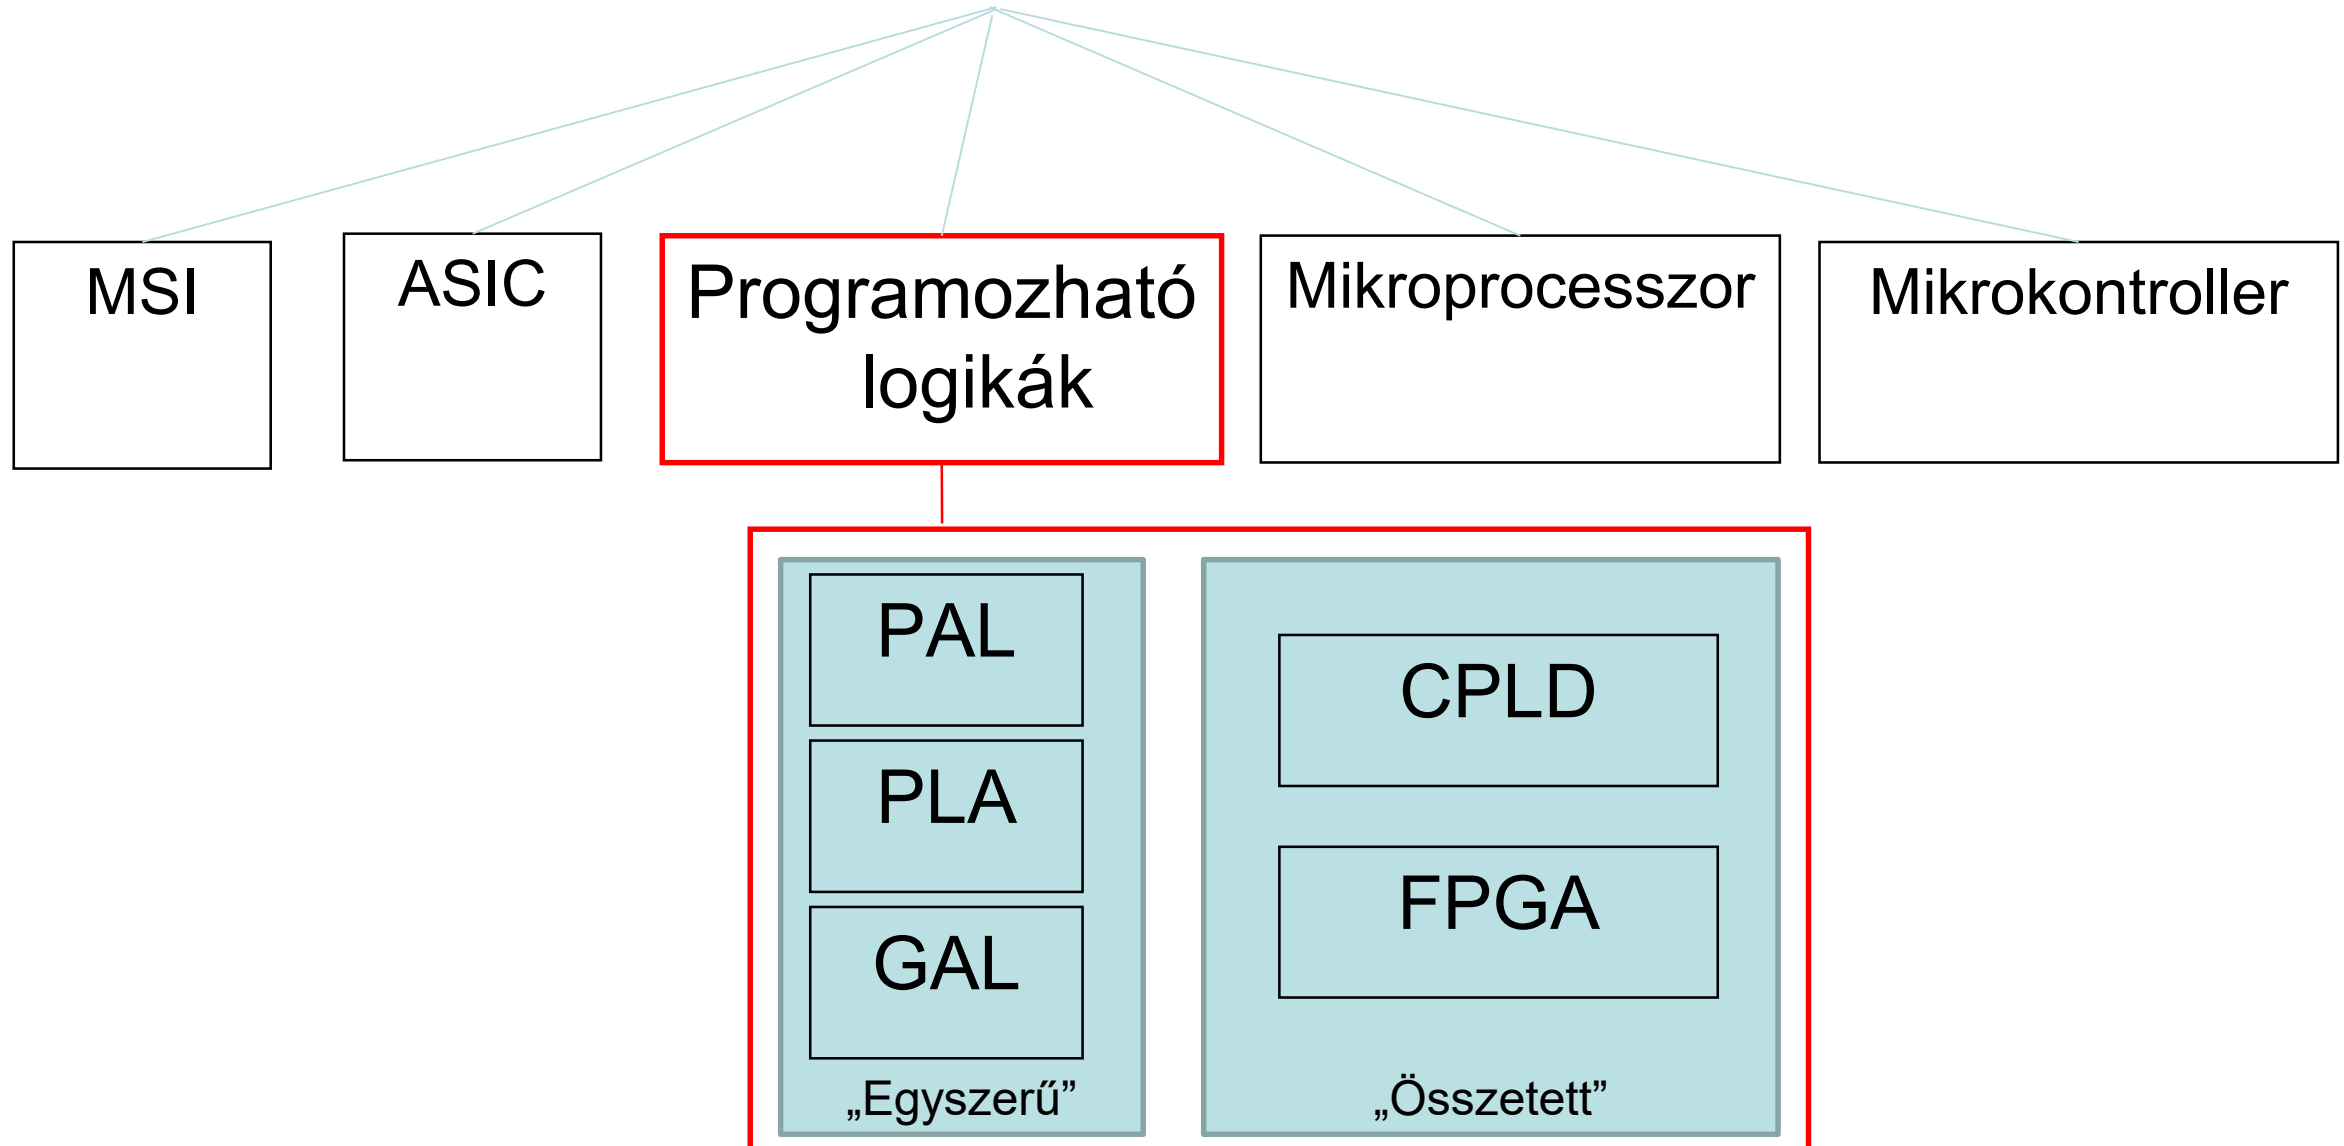 MSI
ASIC
Programozható
logikák
Mikroprocesszor
Mikrokontroller
PAL
PLA
GAL
„Egyszerű”
CPLD
FPGA
„Összetett”